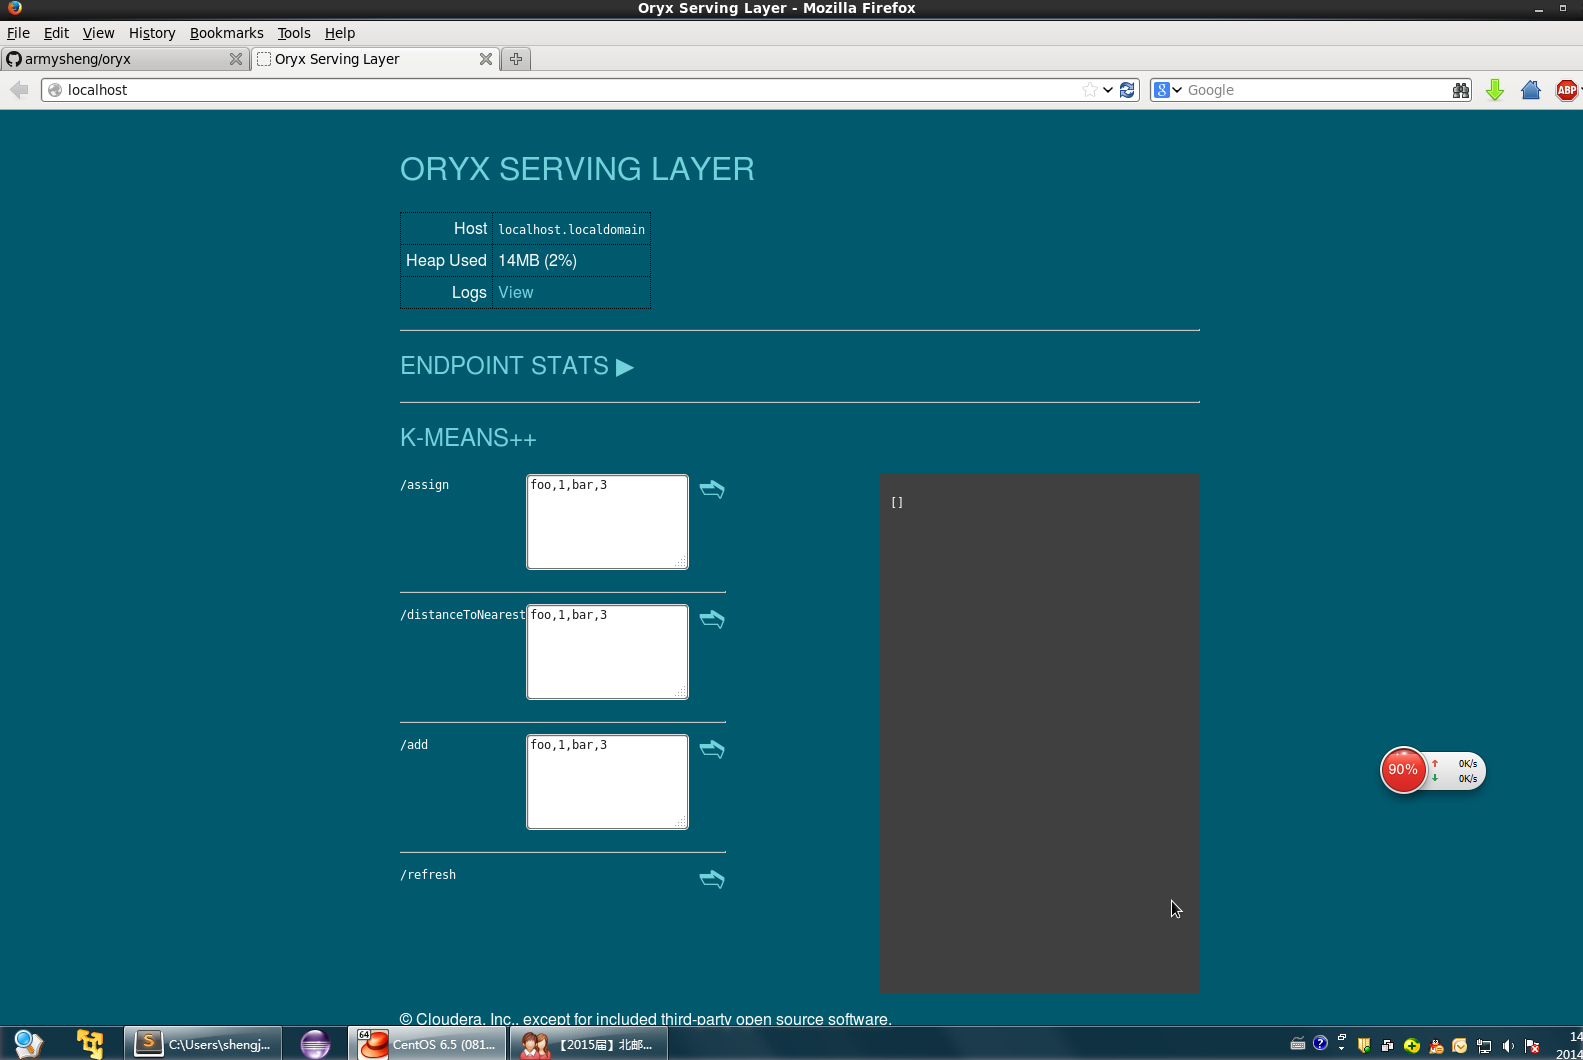 Oryx Serving Layer - Mozilla Firefox
File Edit View History Bookmarks Tools Help
armysheng/oryx
Oryx Serving Layer
localhost
8
Google
ABP
ORYX SERVING LAYER
Host localhost.localdomain
Heap Used 14MB (2%)
Logs View
ENDPOINT STATS ▶
K-MEANS++
/assign foo,1,bar,3
[]
/distanceToNearest foo,1,bar,3
/add foo,1,bar,3
90%
0K/s
0K/s
/refresh
© Cloudera, Inc., except for included third-party open source software.
S
C:\Users\shengj...
64
CentOS 6.5 (081...
【2015届】北邮...
14
2014